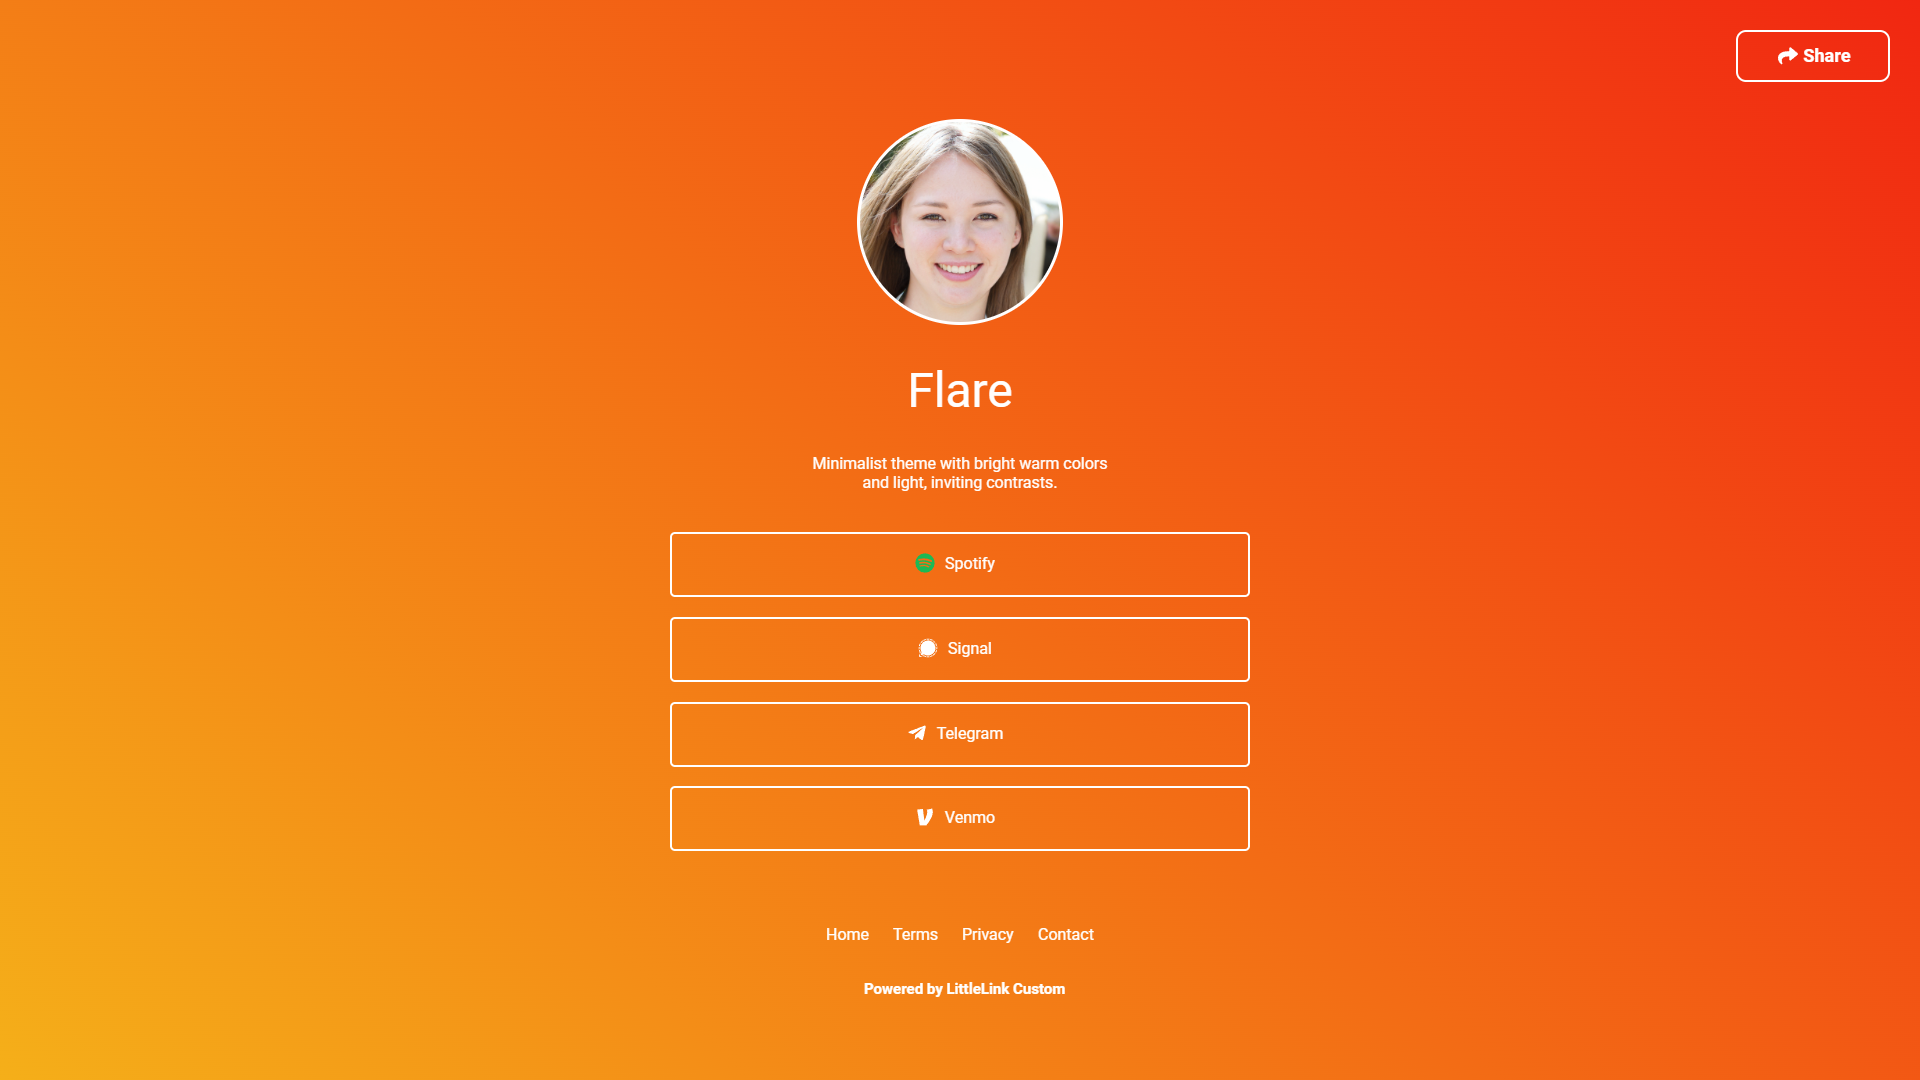 Share
Flare
Minimalist theme with bright warm colors
and light, inviting contrasts.
Spotify
Signal
Telegram
Venmo
Home Terms Privacy Contact
Powered by LittleLink Custom